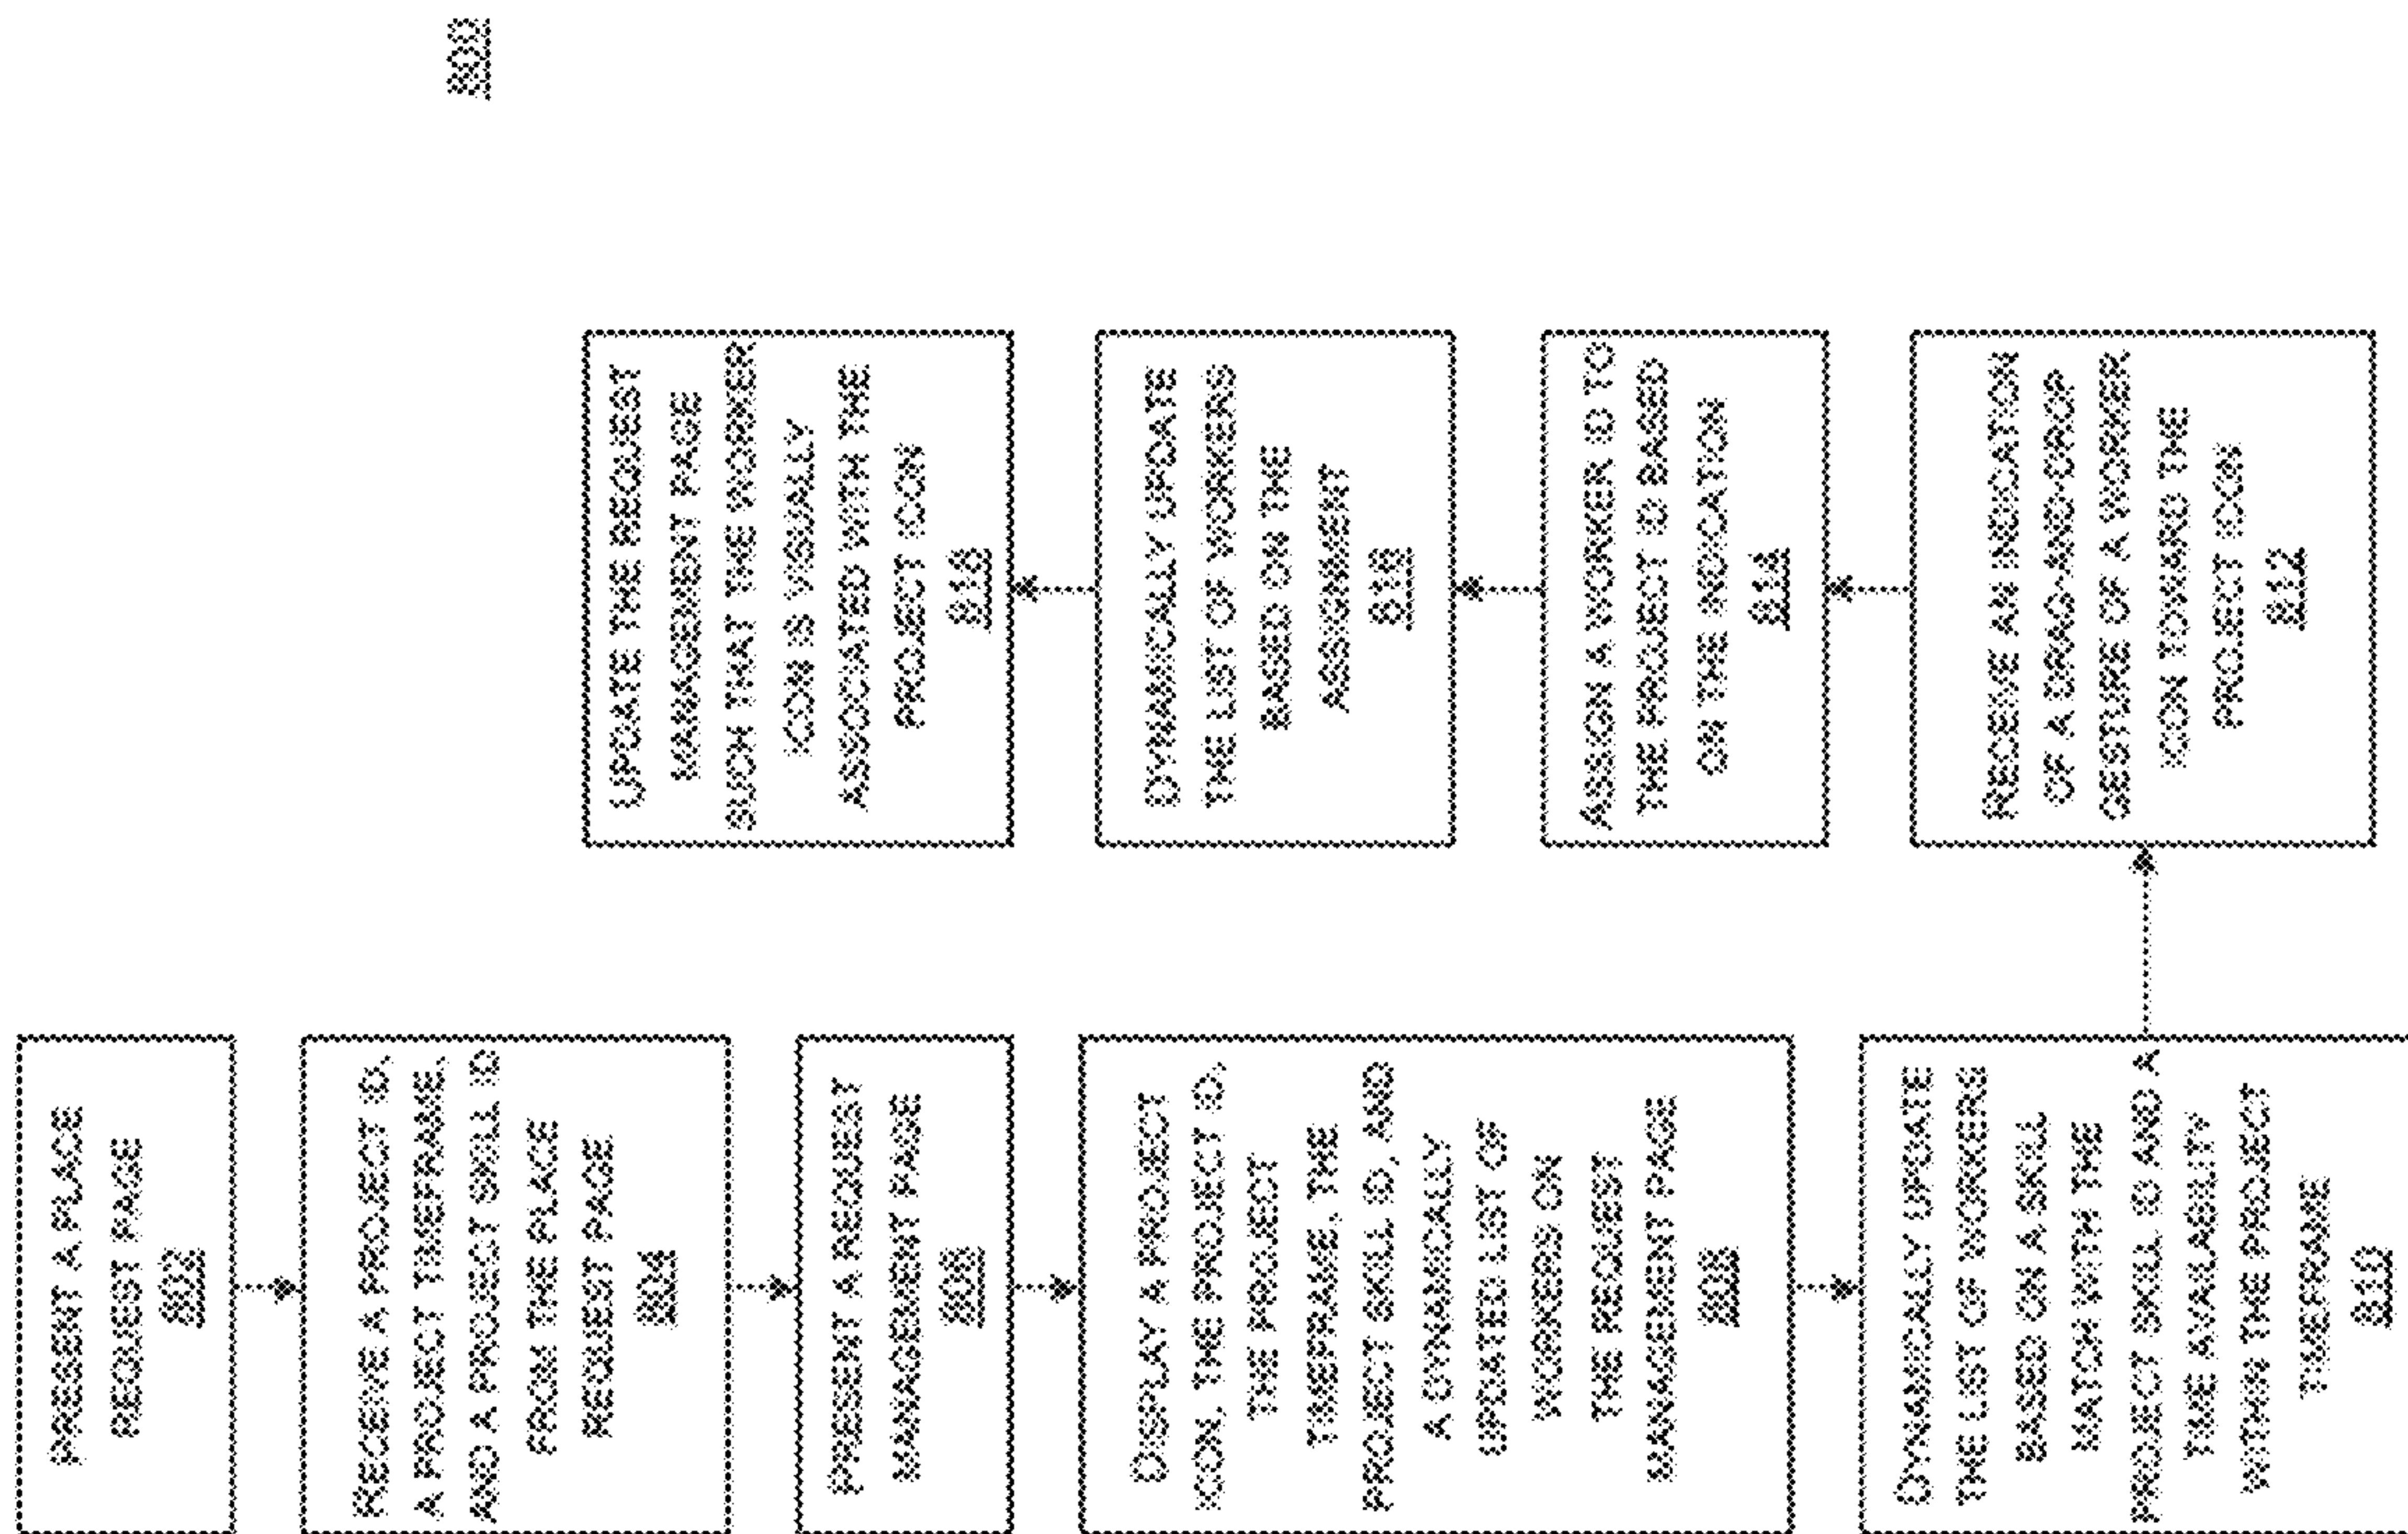 800
PRESENT A PLACE
REQUEST PAGE
802
RECEIVE A PROJECT ID,
A PROJECT TIMEFRAME,
AND A PROJECT SKILL ID
FROM THE PLACE
REQUEST PAGE
804
PRESENT A REQUEST
MANAGEMENT PAGE
806
DISPLAY A PROJECT
ICON, THE PROJECT ID,
THE PROJECT
TIMEFRAME, THE
PROJECT SKILL ID, AND
A DYNAMICALLY
UPDATED LIST OF
WORKERS ON
THE REQUEST
MANAGEMENT PAGE
808
DYNAMICALLY UPDATE
THE LIST OF WORKERS
BASED ON A SKILL
MATCH WITH THE
PROJECT SKILL ID AND A
TIME AVAILABILITY
WITHIN THE PROJECT
TIMEFRAME
810
RECEIVE AN INDICATION
OF A DRAG-AND-DROP
GESTURE OF A WORKER
ICON TOWARD THE
PROJECT ICON
812
ASSIGN A WORKER ID TO
THE PROJECT ID BASED
ON THE INDICATION
814
DYNAMICALLY UPDATE
THE LIST OF WORKERS
BASED ON THE
ASSIGNMENT
816
UPDATE THE REQUEST
MANAGEMENT PAGE
SUCH THAT THE WORKER
ICON IS VISUALLY
ASSOCIATED WITH THE
PROJECT ICON
818